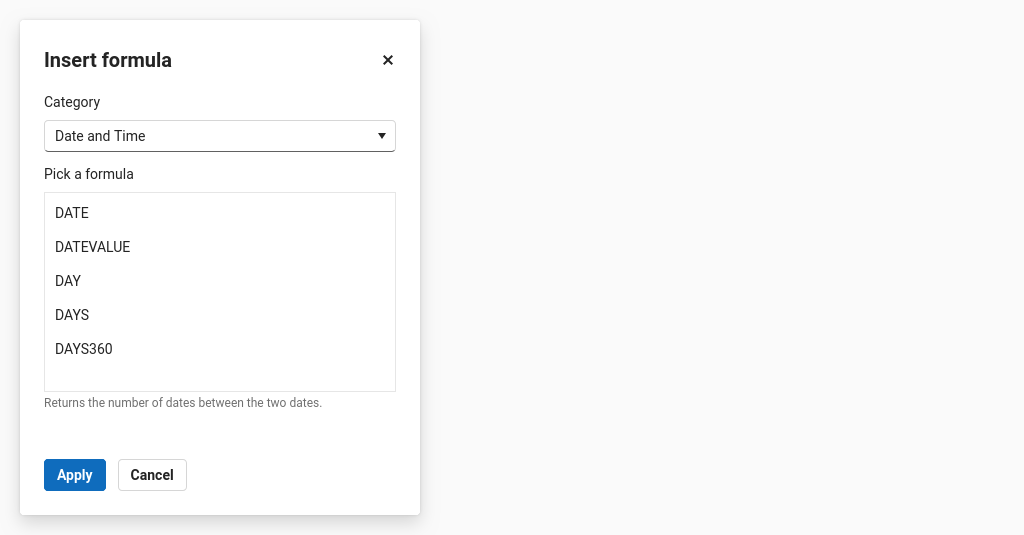 Insert formula
Category
Date and Time
Pick a formula
DATE
DATEVALUE
DAY
DAYS
DAYS360
Returns the number of dates between the two dates.
Apply Cancel